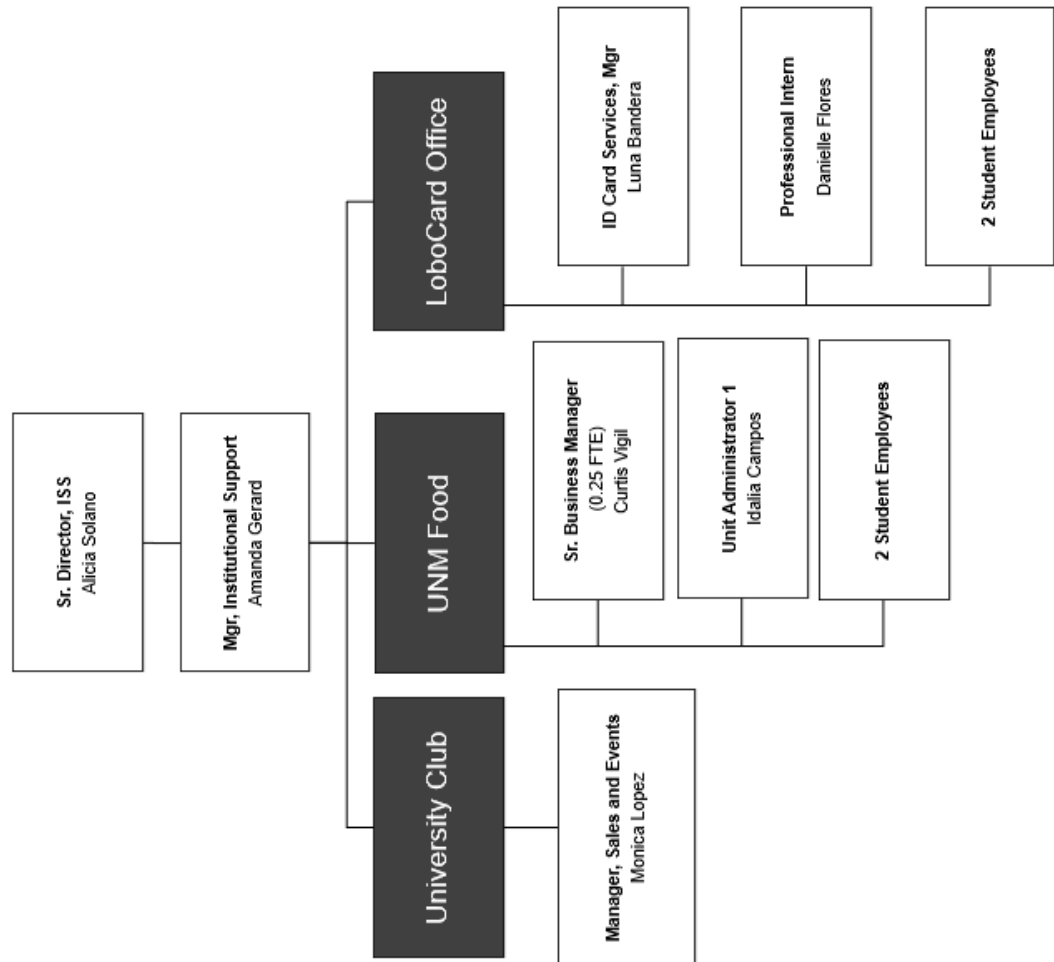 Sr. Director, ISS
Alicia Solano
Mgr, Institutional Support
Amanda Gerard
University Club
UNM Food
LoboCard Office
Manager, Sales and Events
Monica Lopez
Sr. Business Manager
(0.25 FTE)
Curtis Vigil
Unit Administrator 1
Idalia Campos
2 Student Employees
ID Card Services, Mgr
Luna Bandera
Professional Intern
Danielle Flores
2 Student Employees